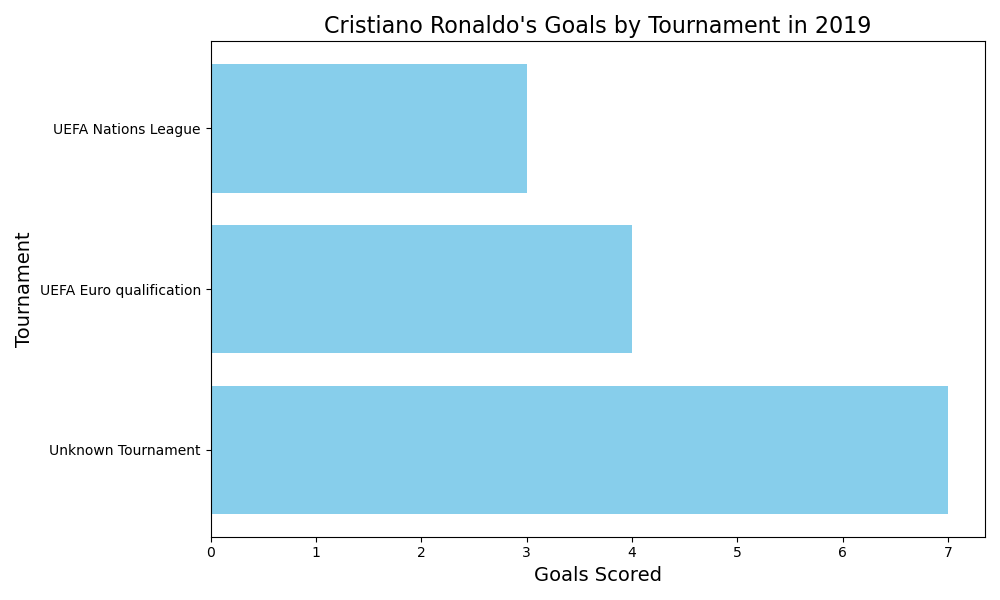 Cristiano Ronaldo's Goals by Tournament in 2019
Tournament
UEFA Nations League
UEFA Euro qualification
Unknown Tournament
0 1 2 3 4 5 6 7
Goals Scored